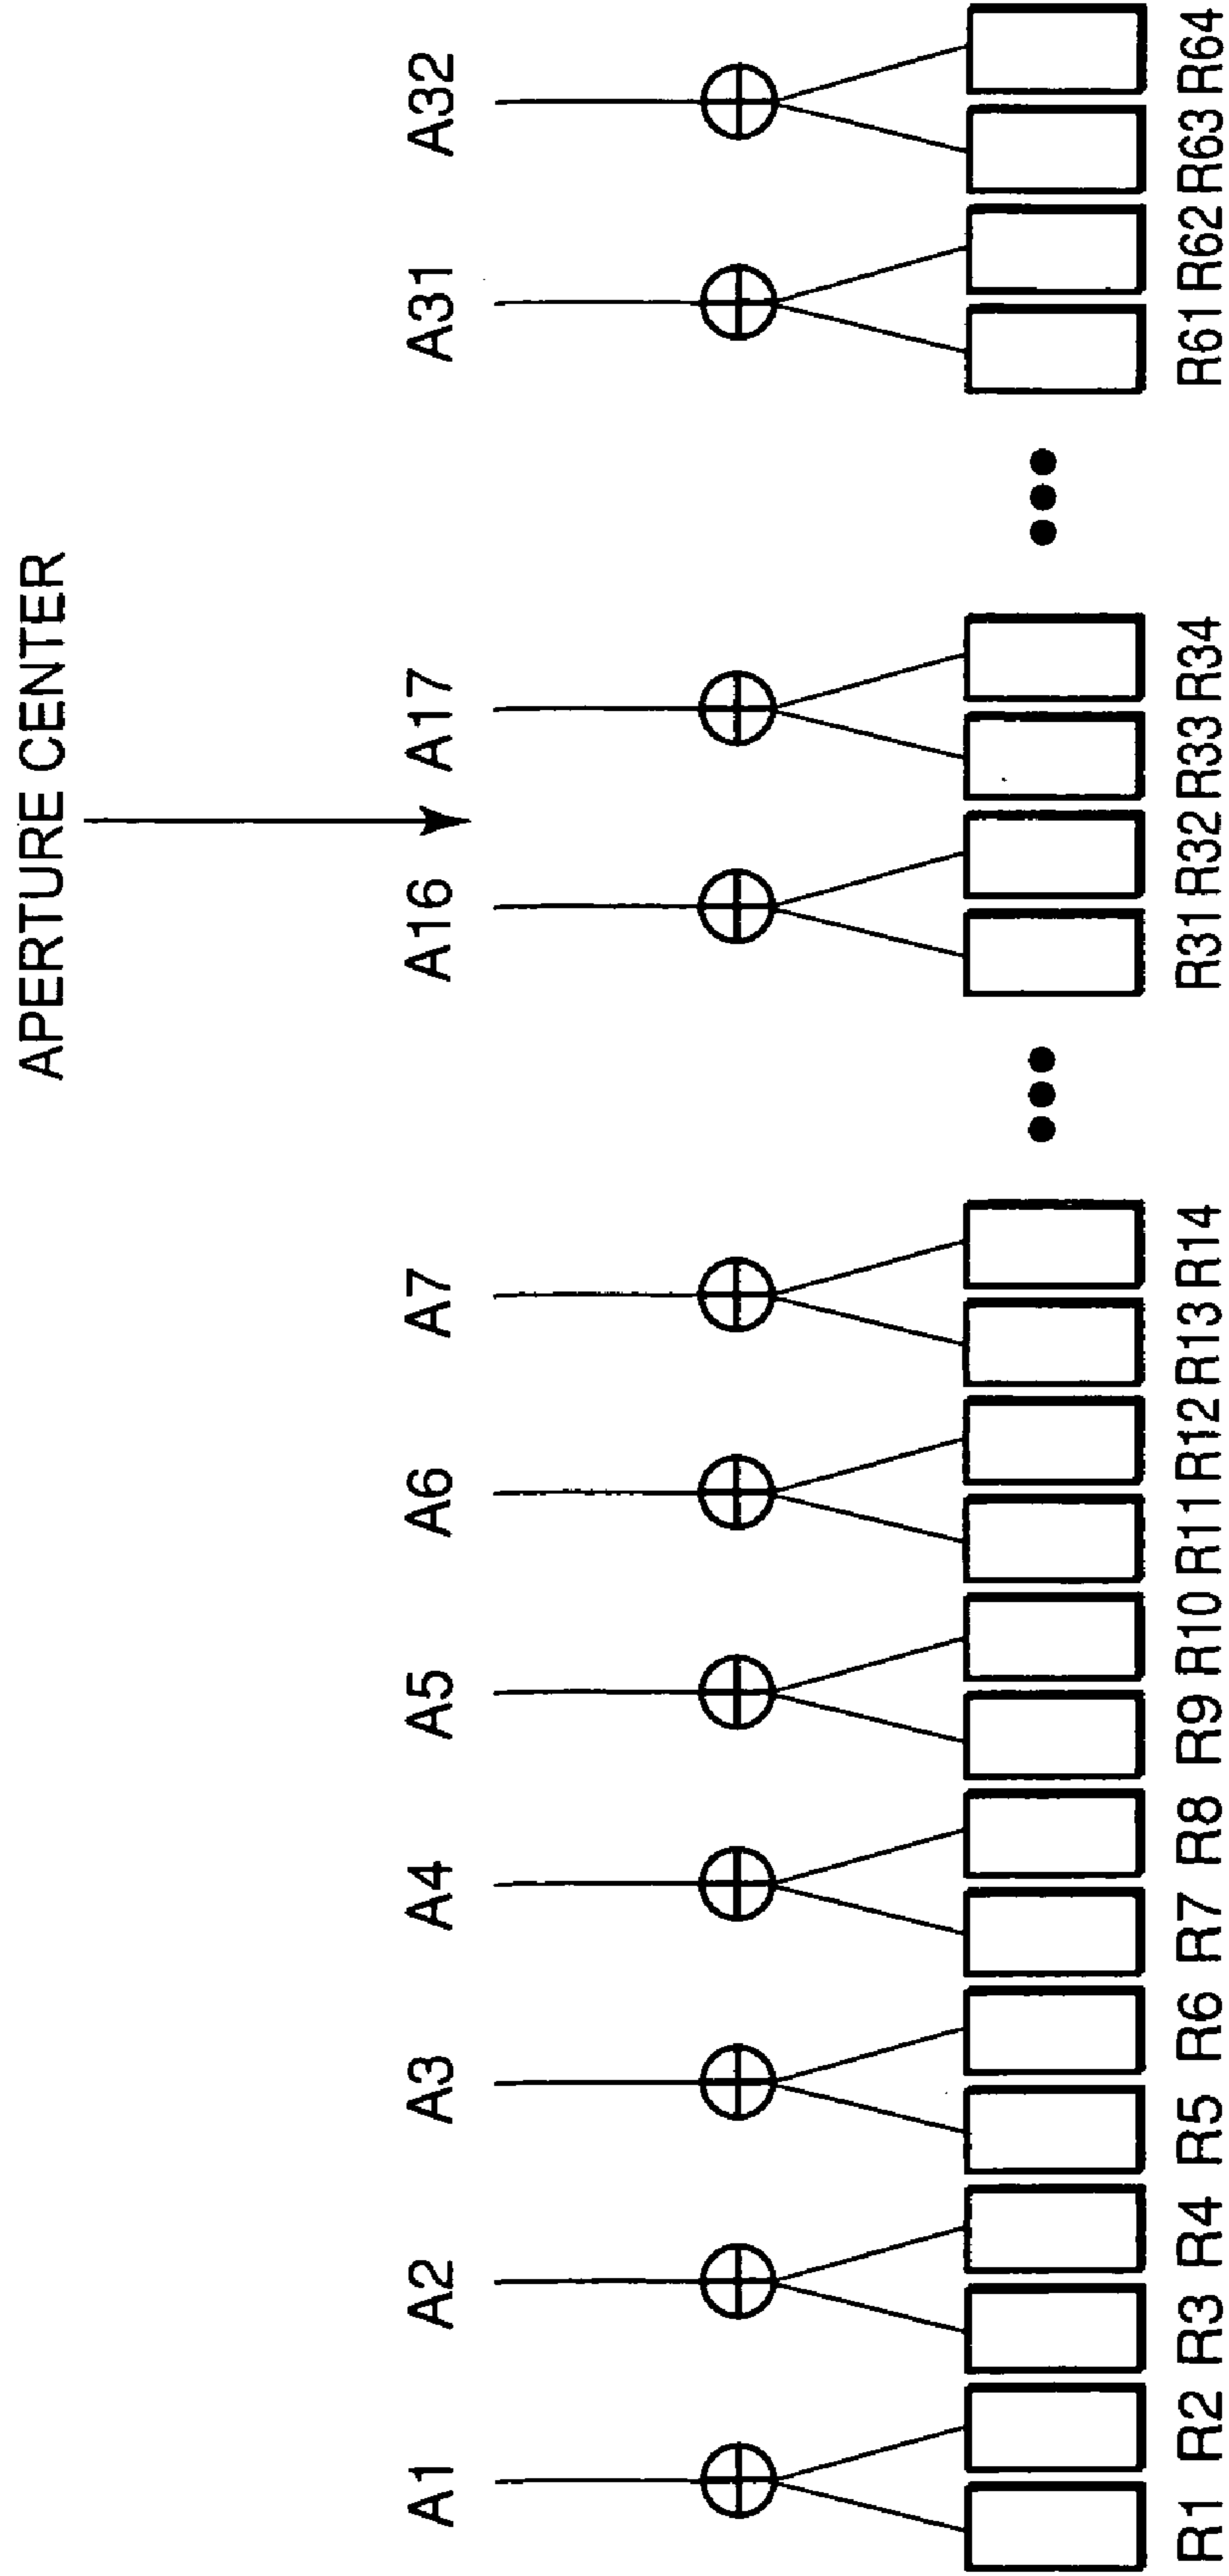 APERTURE CENTER
A1 A2 A3 A4 A5 A6 A7 A16 A17 A31 A32
R1 R2 R3 R4 R5 R6 R7 R8 R9 R10 R11 R12 R13 R14 R31 R32 R33 R34 R61 R62 R63 R64